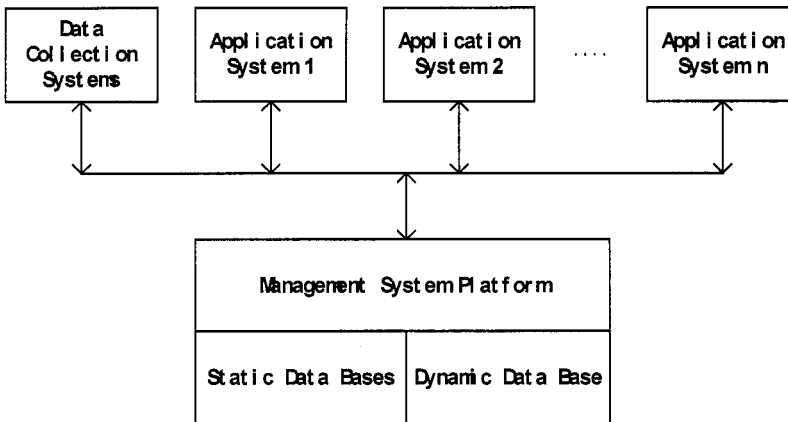 Data
Collection
Systems
Application
System 1
Application
System 2
....
Application
System n
Management System Platform
Static Data Bases
Dynamic Data Base